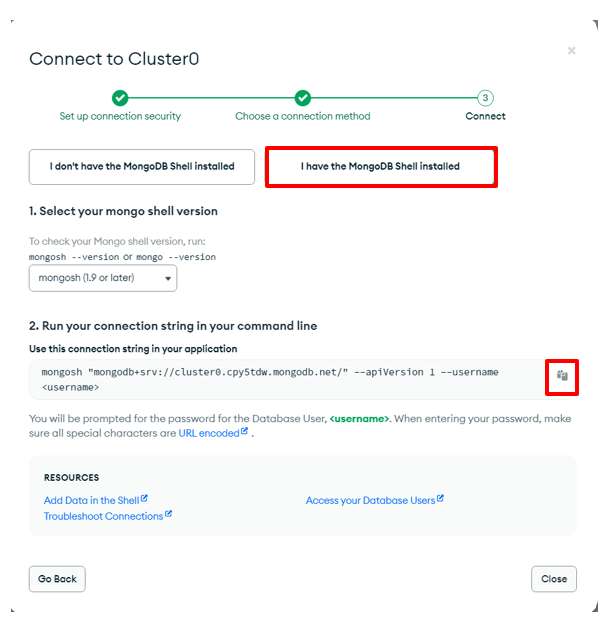 Connect to Cluster0
3
Set up connection security
Choose a connection method
Connect
I don't have the MongoDB Shell installed
I have the MongoDB Shell installed
1. Select your mongo shell version
To check your Mongo shell version, run:
mongosh --version or mongo --version
mongosh (1.9 or later)
2. Run your connection string in your command line
Use this connection string in your application
mongosh "mongodb+srv://cluster0.cpy5tdw.mongodb.net/" --apiVersion 1 --username
<username>
You will be prompted for the password for the Database User, <username>. When entering your password, make
sure all special characters are URL encoded .
RESOURCES
Add Data in the Shell
Access your Database Users
Troubleshoot Connections
Go Back
Close